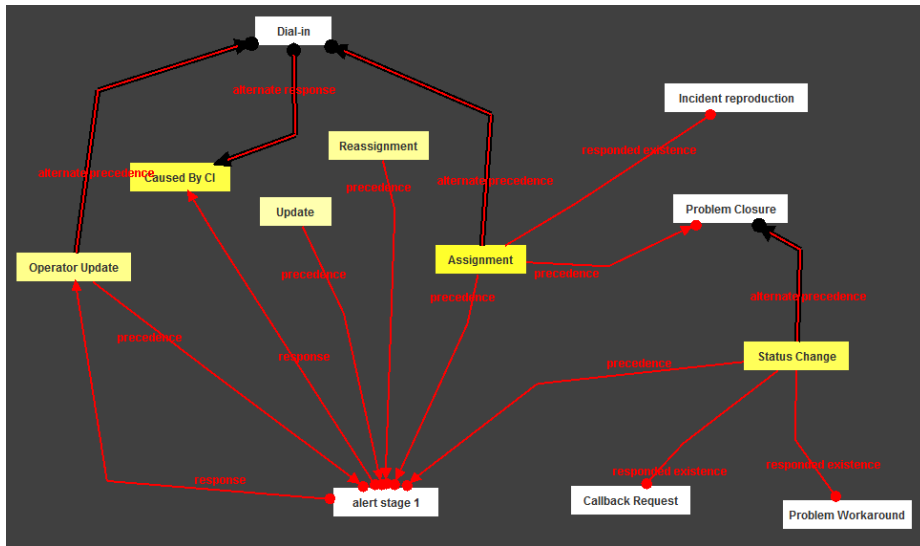 Dial-in
alternate response
Incident reproduction
Reassignment
responded existence
alternate precedence
Caused By CI
precedence
alternate precedence
Update
Problem Closure
Operator Update
Assignment
precedence
precedence
precedence
alternate precedence
precedence
response
precedence
Status Change
response
responded existence
responded existence
alert stage 1
Callback Request
Problem Workaround